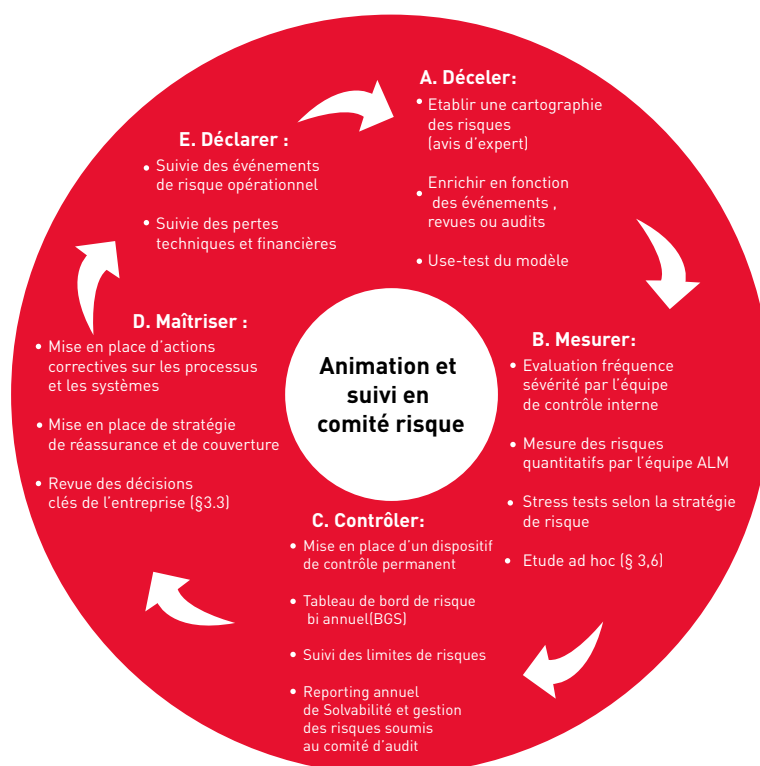 A. Déceler:
• Etablir une cartographie
des risques
(avis d'expert)
• Enrichir en fonction
des événements ,
revues ou audits
• Use-test du modèle
B. Mesurer:
• Evaluation fréquence
sévérité par l'équipe
de contrôle interne
• Mesure des risques
quantitatifs par l'équipe ALM
• Stress tests selon la stratégie
de risque
• Etude ad hoc (§ 3,6)
C. Contrôler:
• Mise en place d'un dispositif
de contrôle permanent
• Tableau de bord de risque
bi annuel(BGS)
• Suivi des limites de risques
• Reporting annuel
de Solvabilité et gestion
des risques soumis
au comité d'audit
D. Maîtriser :
• Mise en place d'actions
correctives sur les processus
et les systèmes
• Mise en place de stratégie
de réassurance et de couverture
• Revue des décisions
clés de l'entreprise (§3.3)
E. Déclarer :
• Suivie des événements
de risque opérationnel
• Suivie des pertes
techniques et financières
Animation et
suivi en
comité risque